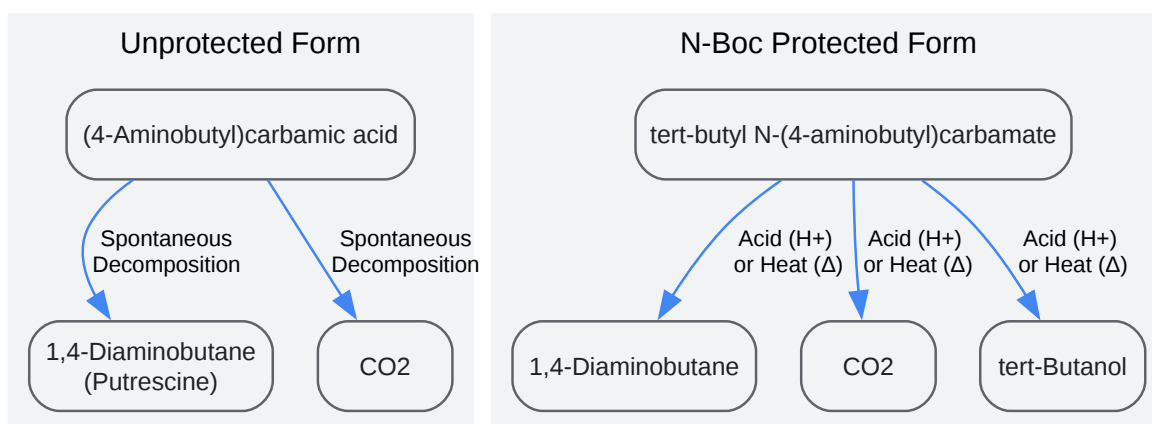 Unprotected Form
(4-Aminobutyl)carbamic acid
Spontaneous
Decomposition
Spontaneous
Decomposition
1,4-Diaminobutane
(Putrescine)
CO2
N-Boc Protected Form
tert-butyl N-(4-aminobutyl)carbamate
Acid (H+)
or Heat (Δ)
Acid (H+)
or Heat (Δ)
Acid (H+)
or Heat (Δ)
1,4-Diaminobutane
CO2
tert-Butanol